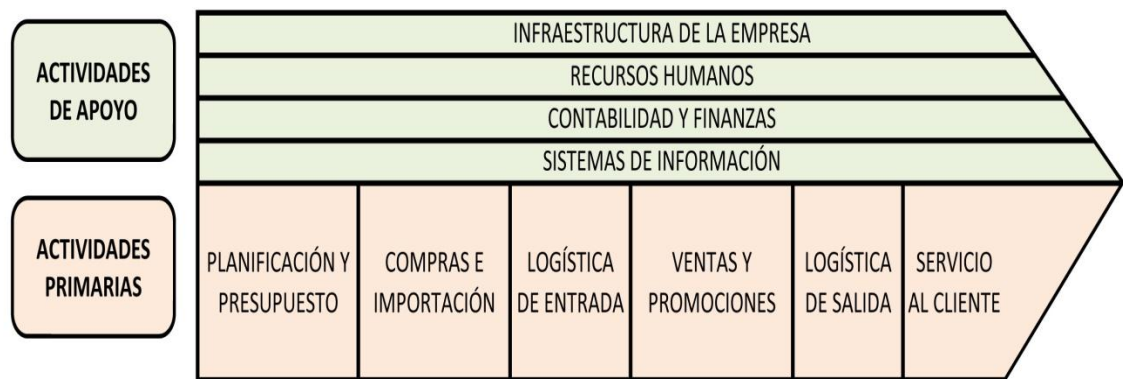 ACTIVIDADES
DE APOYO
INFRAESTRUCTURA DE LA EMPRESA
RECURSOS HUMANOS
CONTABILIDAD Y FINANZAS
SISTEMAS DE INFORMACIÓN
ACTIVIDADES
PRIMARIAS
PLANIFICACIÓN Y
PRESUPUESTO
COMPRAS E
IMPORTACIÓN
LOGÍSTICA
DE ENTRADA
VENTAS Y
PROMOCIONES
LOGÍSTICA
DE SALIDA
SERVICIO
AL CLIENTE